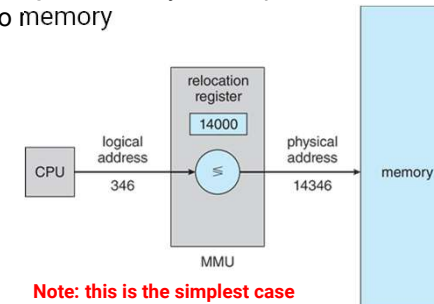 o memory
relocation
register
14000
logical
address
physical
address
CPU
346
≶
14346
memory
MMU
Note: this is the simplest case